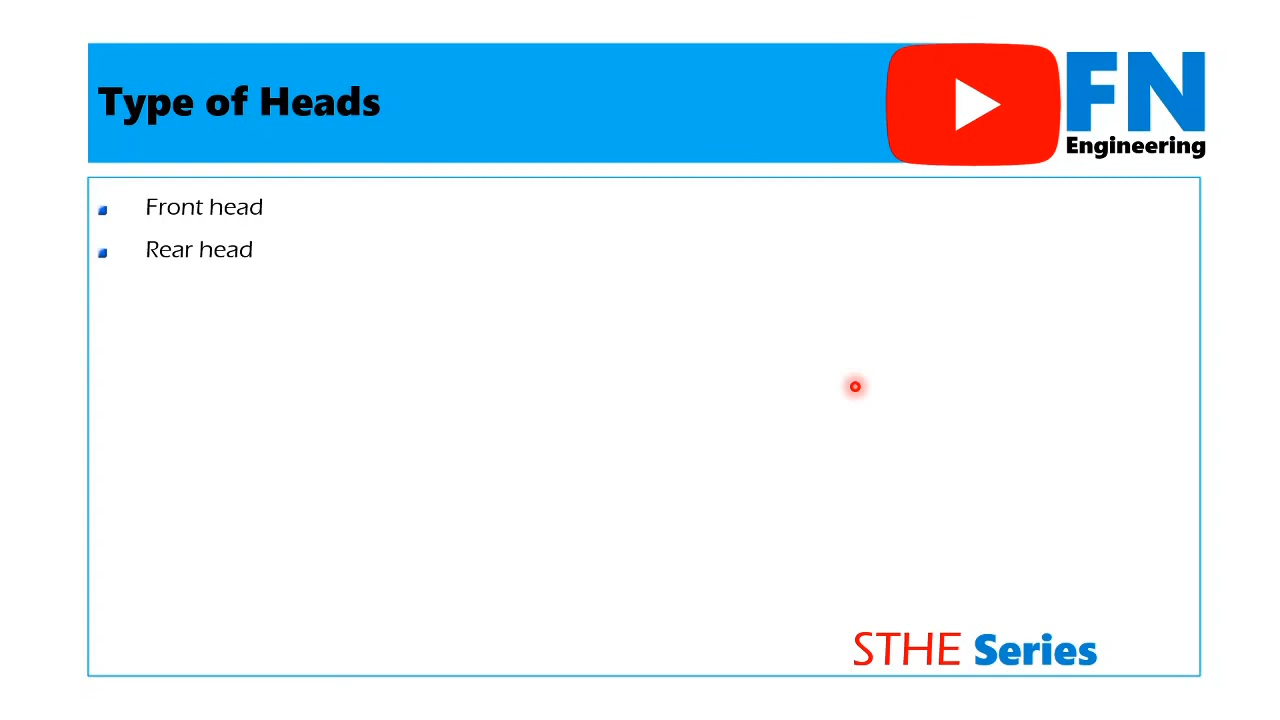 Type of Heads
FN
Engineering
Front head
Rear head
STHE Series